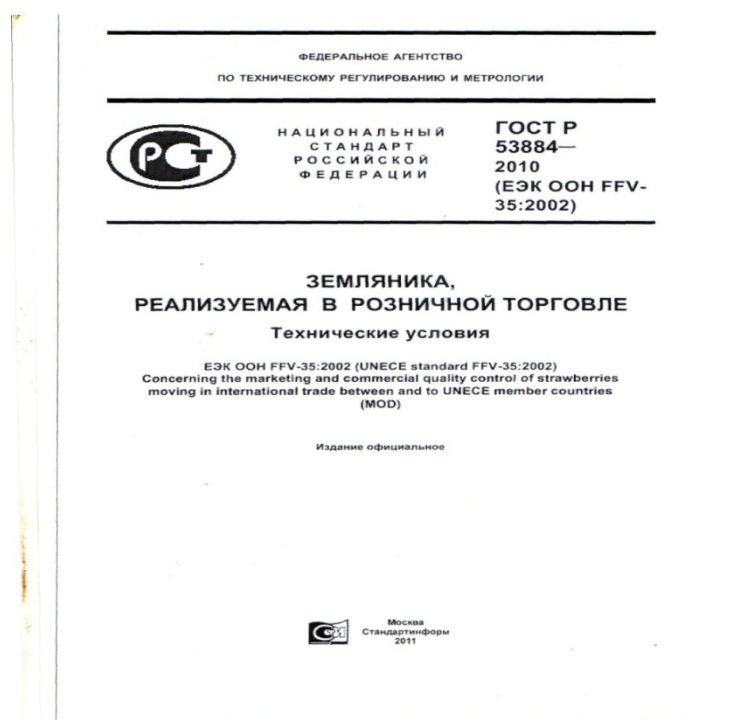 ФЕДЕРАЛЬНОЕ АГЕНТСТВО
ПО ТЕХНИЧЕСКОМУ РЕГУЛИРОВАНИЮ И МЕТРОЛОГИИ
НАЦИОНАЛЬНЫЙ
СТАНДАРТ
РОССИЙСКОЙ
ФЕДЕРАЦИИ
ГОСТ Р
53884—
2010
(ЕЭК ООН FFV-
35:2002)
РСТ
ЗЕМЛЯНИКА,
РЕАЛИЗУЕМАЯ В РОЗНИЧНОЙ ТОРГОВЛЕ
Технические условия
ЕЭК ООН FFV-35:2002 (UNECE standard FFV-35:2002)
Concerning the marketing and commercial quality control of strawberries
moving in international trade between and to UNECE member countries
(MOD)
Издание официальное
Москва
Стандартинформ
2011